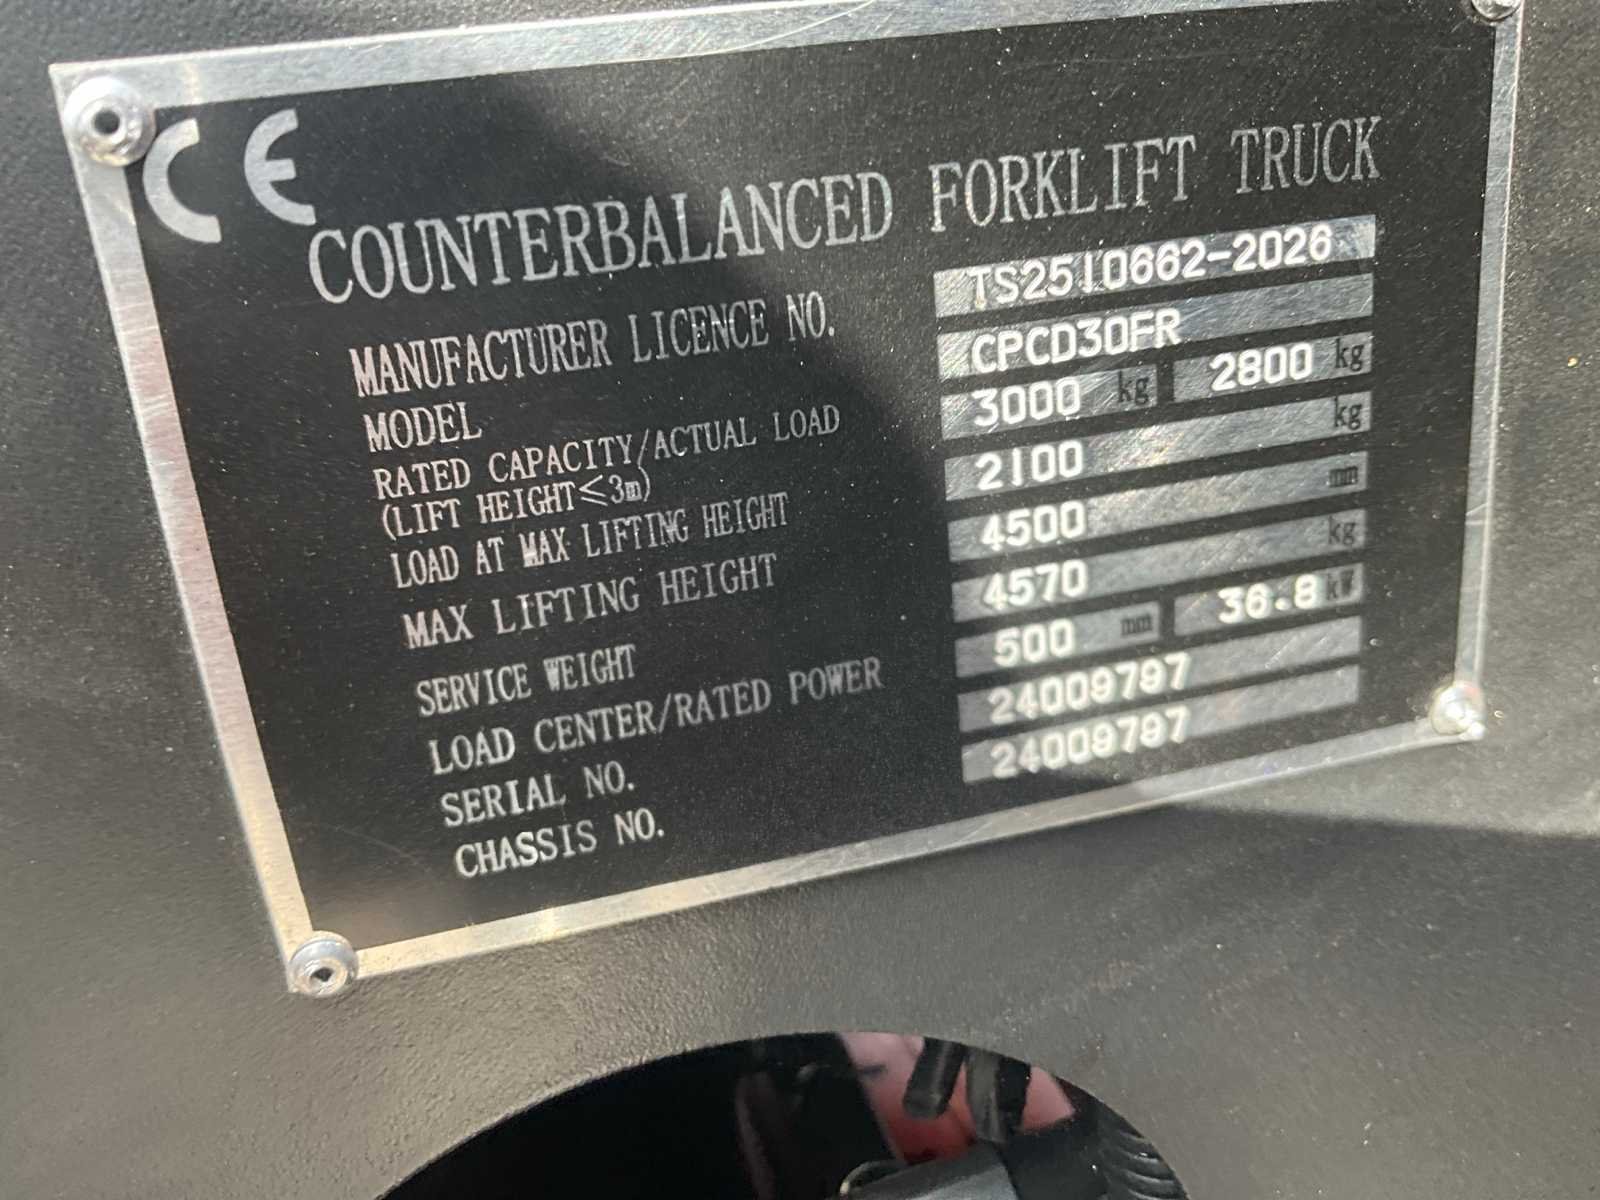 CE
COUNTERBALANCED FORKLIFT TRUCK
MANUFACTURER LICENCE NO. TS2510662-2026
MODEL CPCD30FR
RATED CAPACITY/ACTUAL LOAD 3000 kg 2800 kg
(LIFT HEIGHT≤3m)
LOAD AT MAX LIFTING HEIGHT 2100 kg
MAX LIFTING HEIGHT 4500 mm
SERVICE WEIGHT 4570 kg
LOAD CENTER/RATED POWER 500 mm 36.8 kW
SERIAL NO. 24009797
CHASSIS NO. 24009797